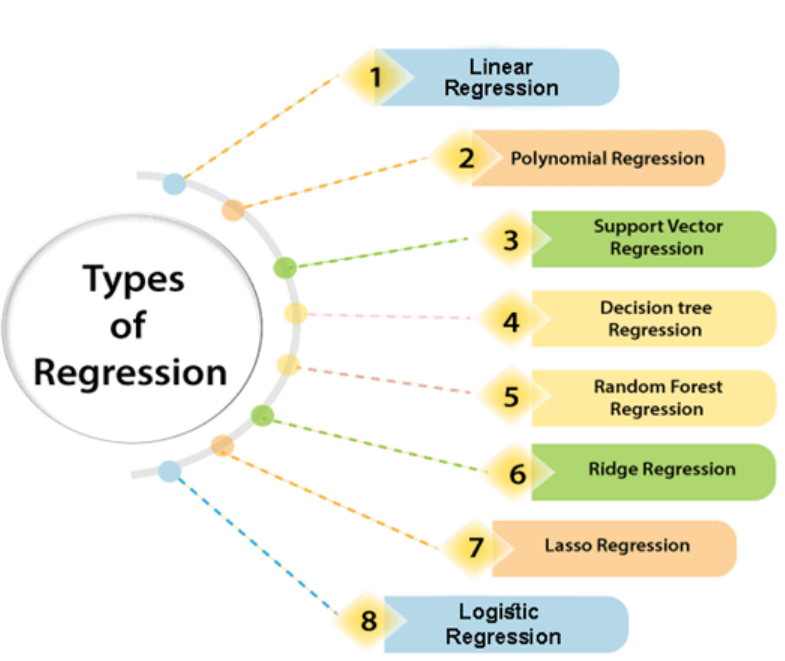 Types
of
Regression
1
Linear
Regression
2
Polynomial Regression
3
Support Vector
Regression
4
Decision tree
Regression
5
Random Forest
Regression
6
Ridge Regression
7
Lasso Regression
8
Logistic
Regression